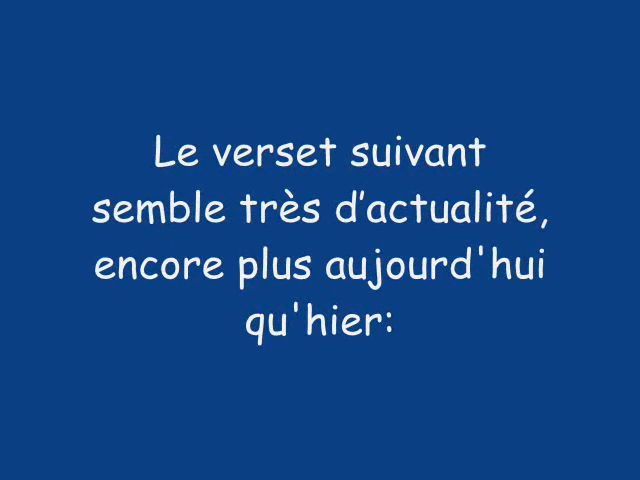 Le verset suivant
semble très d’actualité,
encore plus aujourd'hui
qu'hier: